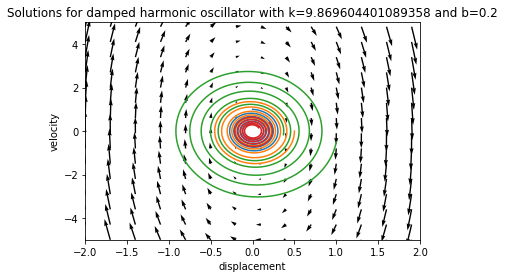 Solutions for damped harmonic oscillator with k=9.869604401089358 and b=0.2
4
2
0
−2
−4
velocity
−2.0 −1.5 −1.0 −0.5 0.0 0.5 1.0 1.5 2.0
displacement